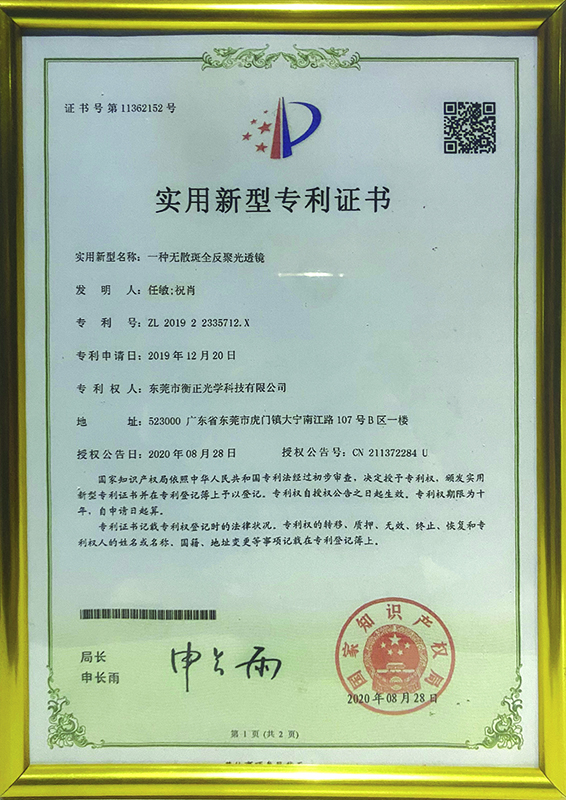 证书号第11362152号
实用新型专利证书
实用新型名称：一种无散斑全反聚光透镜
发明人：任敏;祝肖
专利号：ZL 2019 2 2335712.X
专利申请日：2019年12月20日
专利权人：东莞市衡正光学科技有限公司
地址：523000 广东省东莞市虎门镇大宁南江路107号B区一楼
授权公告日：2020年08月28日 授权公告号：CN 211372284 U
国家知识产权局依照中华人民共和国专利法经过初步审查，决定授予专利权，颁发实用
新型专利证书并在专利登记簿上予以登记。专利权自授权公告之日起生效。专利权期限为十
年，自申请日起算。
专利证书记载专利权登记时的法律状况。专利权的转移、质押、无效、终止、恢复和专
利权人的姓名或名称、国籍、地址变更等事项记载在专利登记簿上。
局长
申长雨
申长雨
国家知识产权局
2020年08月28日
第1页(共2页)